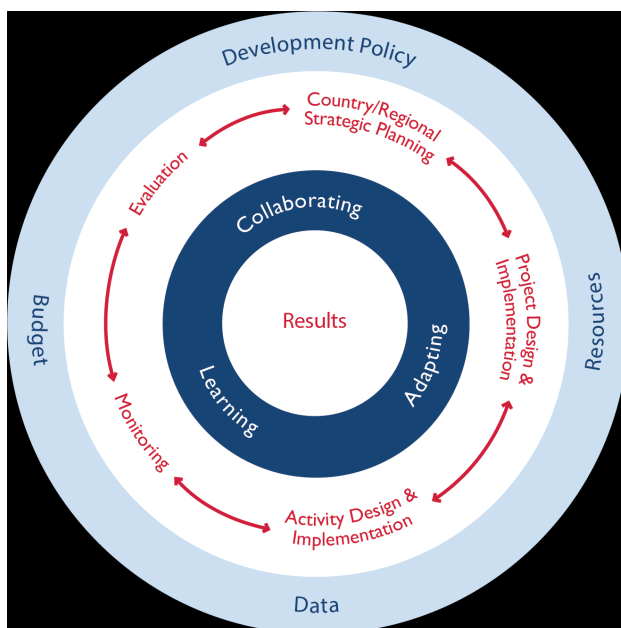 Development Policy
Country/Regional
Strategic Planning
Evaluation
Collaborating
Project Design &
Implementation
Budget
Results
Resources
Adapting
Learning
Monitoring
Activity Design &
Implementation
Data